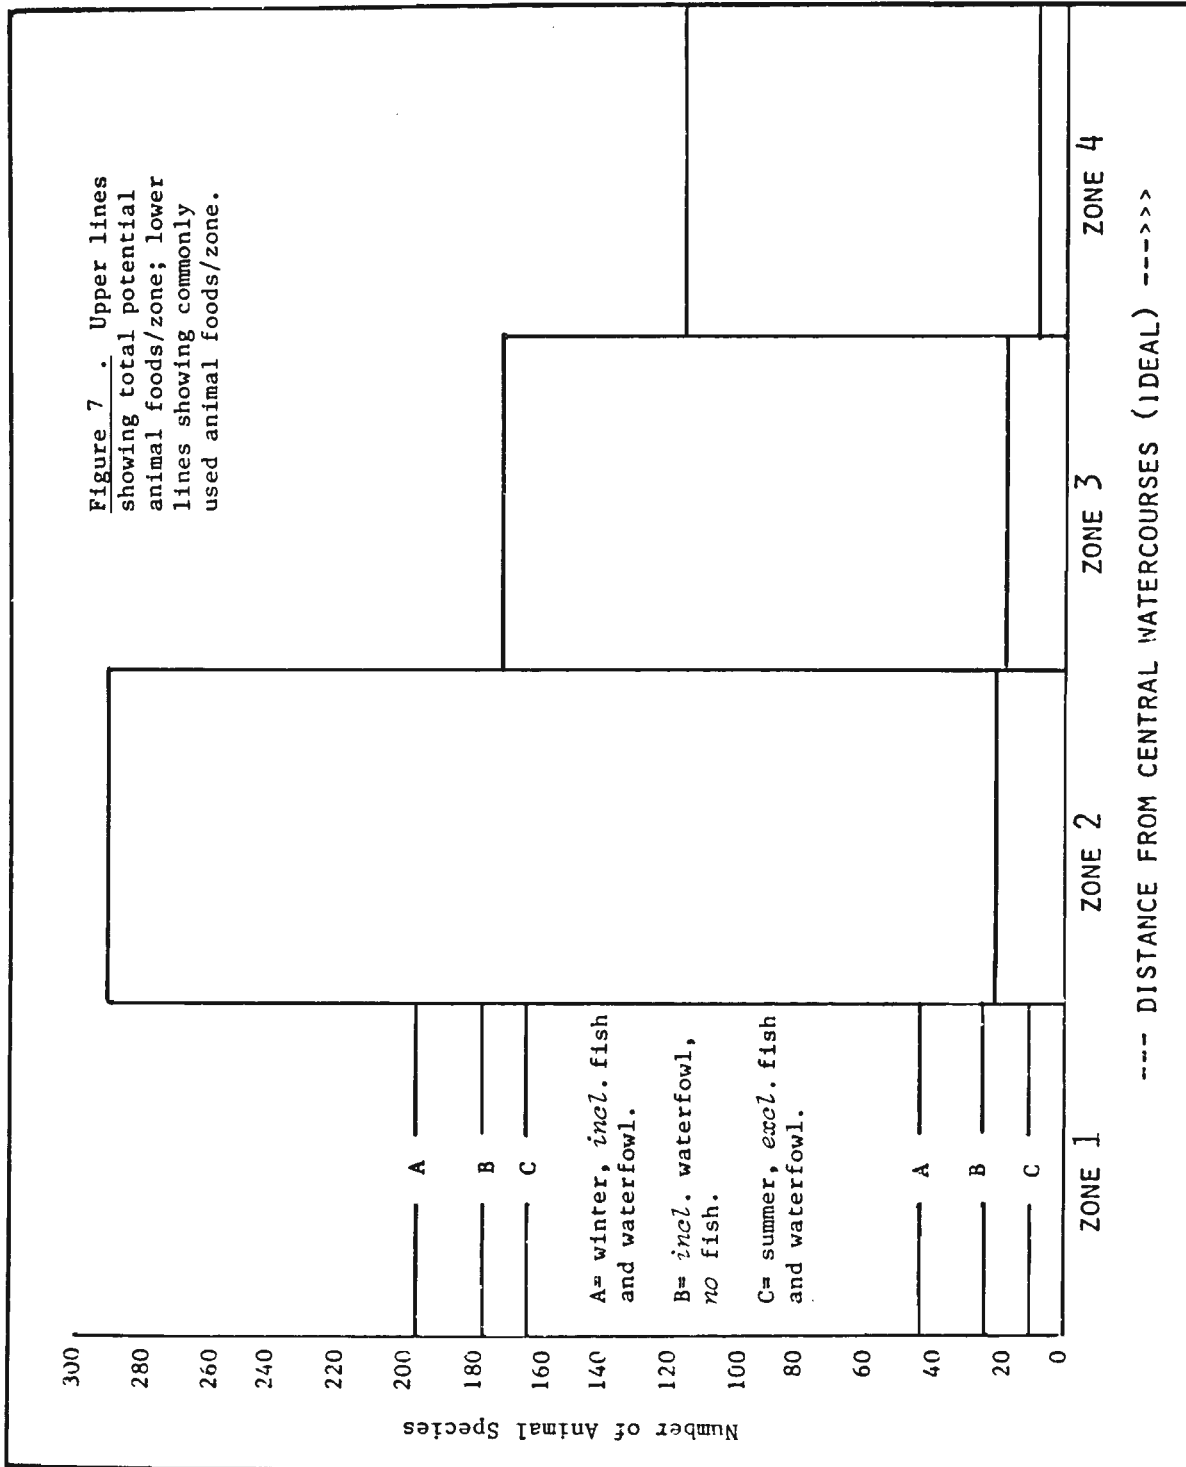 Figure 7 . Upper lines
showing total potential
animal foods/zone; lower
lines showing commonly
used animal foods/zone.
Number of Animal Species
300
280
260
240
220
200
180
160
140
120
100
80
60
40
20
0
A
B
C
A= winter, incl. fish
and waterfowl.
B= incl. waterfowl,
no fish.
C= summer, excl. fish
and waterfowl.
A
B
C
ZONE 1
ZONE 2
ZONE 3
ZONE 4
--- DISTANCE FROM CENTRAL WATERCOURSES (IDEAL) --->>>